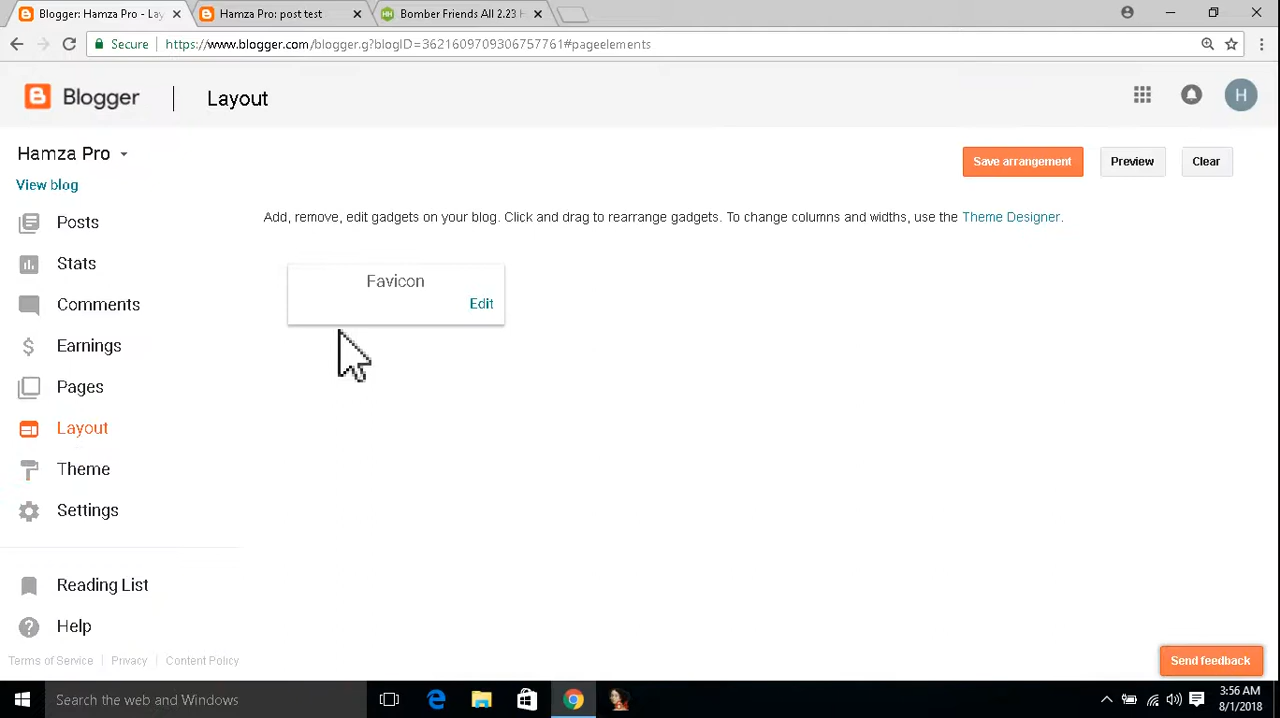 Blogger: Hamza Pro - Lay
Hamza Pro: post test
Bomber Friends All 2.23 H
Secure
https://www.blogger.com/blogger.g?blogID=3621609709306757761#pageelements
Blogger
Layout
H
Hamza Pro
View blog
Save arrangement
Preview
Clear
Posts
Add, remove, edit gadgets on your blog. Click and drag to rearrange gadgets. To change columns and widths, use the Theme Designer.
Stats
Favicon
Edit
Comments
Earnings
Pages
Layout
Theme
Settings
Reading List
Help
Terms of Service
Privacy
Content Policy
Send feedback
Search the web and Windows
3:56 AM
8/1/2018